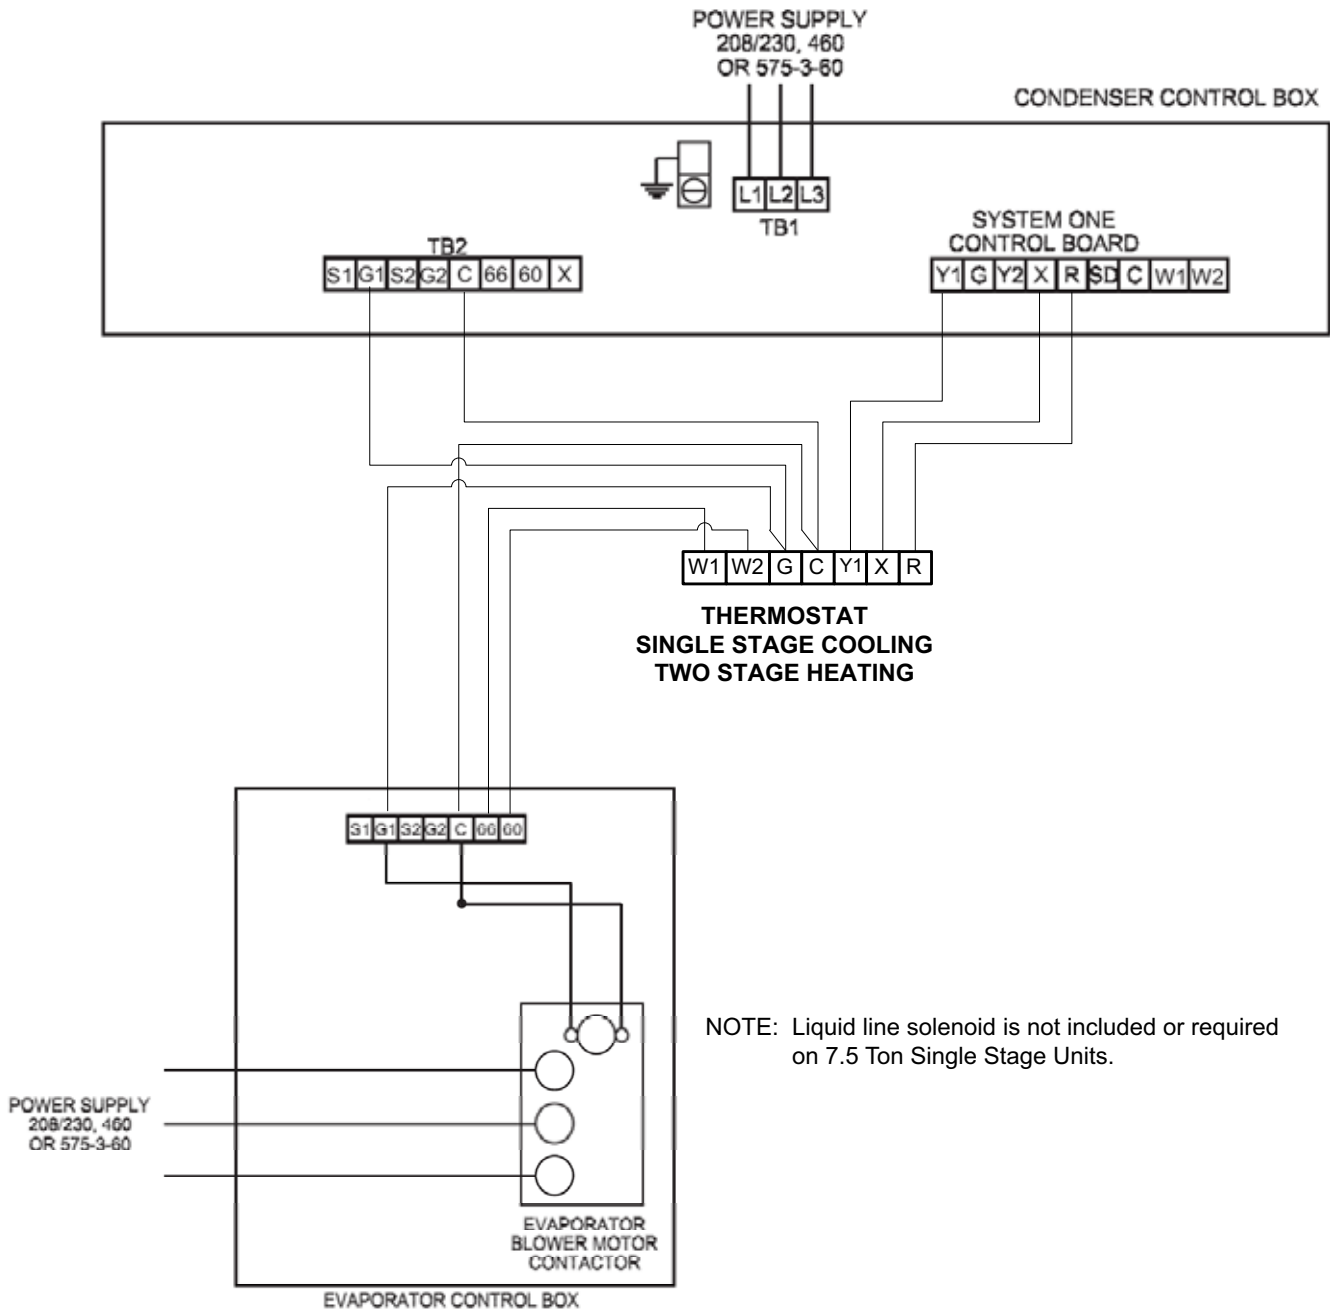 POWER SUPPLY
208/230, 460
OR 575-3-60
CONDENSER CONTROL BOX
L1 L2 L3
TB1
SYSTEM ONE
CONTROL BOARD
TB2
S1 G1 S2 G2 C 66 60 X
Y1 G Y2 X R SD C W1 W2
W1 W2 G C Y1 X R
THERMOSTAT
SINGLE STAGE COOLING
TWO STAGE HEATING
S1 G1 S2 G2 C 66 60
NOTE: Liquid line solenoid is not included or required
on 7.5 Ton Single Stage Units.
POWER SUPPLY
208/230, 460
OR 575-3-60
EVAPORATOR
BLOWER MOTOR
CONTACTOR
EVAPORATOR CONTROL BOX